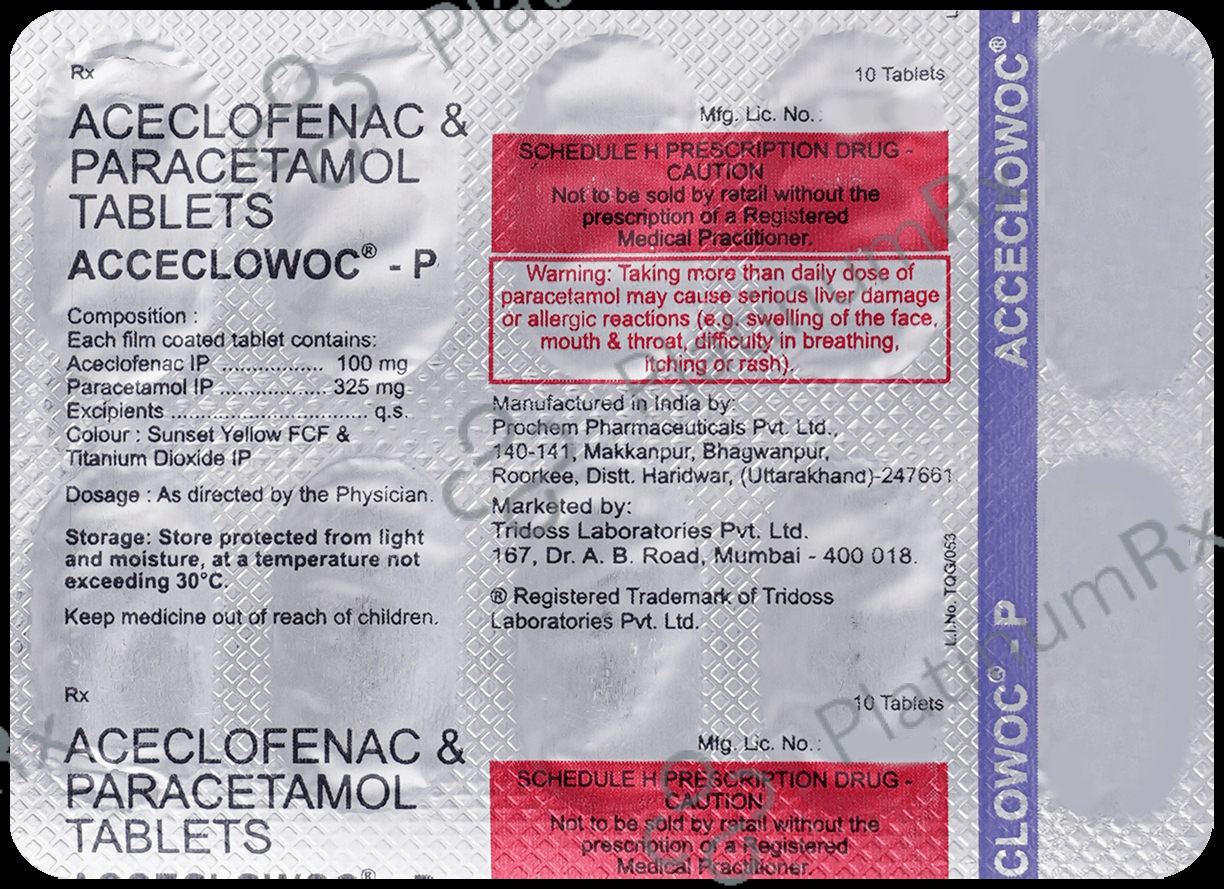 Rx
10 Tablets
ACECLOFENAC &
PARACETAMOL
TABLETS
ACCECLOWOC® - P
Composition :
Each film coated tablet contains:
Aceclofenac IP ................. 100 mg
Paracetamol IP .................. 325 mg
Excipients ................................. q.s.
Colour : Sunset Yellow FCF &
Titanium Dioxide IP
Dosage : As directed by the Physician.
Storage: Store protected from light
and moisture, at a temperature not
exceeding 30°C.
Keep medicine out of reach of children.
Mfg. Lic. No.:
SCHEDULE H PRESCRIPTION DRUG -
CAUTION
Not to be sold by retail without the
prescription of a Registered
Medical Practitioner.
Warning: Taking more than daily dose of
paracetamol may cause serious liver damage
or allergic reactions (e.g. swelling of the face,
mouth & throat, difficulty in breathing,
itching or rash).
Manufactured in India by:
Prochem Pharmaceuticals Pvt. Ltd.,
140-141, Makkanpur, Bhagwanpur,
Roorkee, Distt. Haridwar, (Uttarakhand)-247661
Marketed by:
Tridoss Laboratories Pvt. Ltd.
167, Dr. A. B. Road, Mumbai - 400 018.
® Registered Trademark of Tridoss
Laboratories Pvt. Ltd.
L.I.No. TQG/053
ACCECLOWOC® -
CLOWOC® - P
Rx
10 Tablets
ACECLOFENAC &
PARACETAMOL
TABLETS
ACCECLOWOC® - P
Mfg. Lic. No.:
SCHEDULE H PRESCRIPTION DRUG -
CAUTION
Not to be sold by retail without the
prescription of a Registered
Medical Practitioner.
PlatinumRx
PlatinumRx
PlatinumRx
PlatinumRx